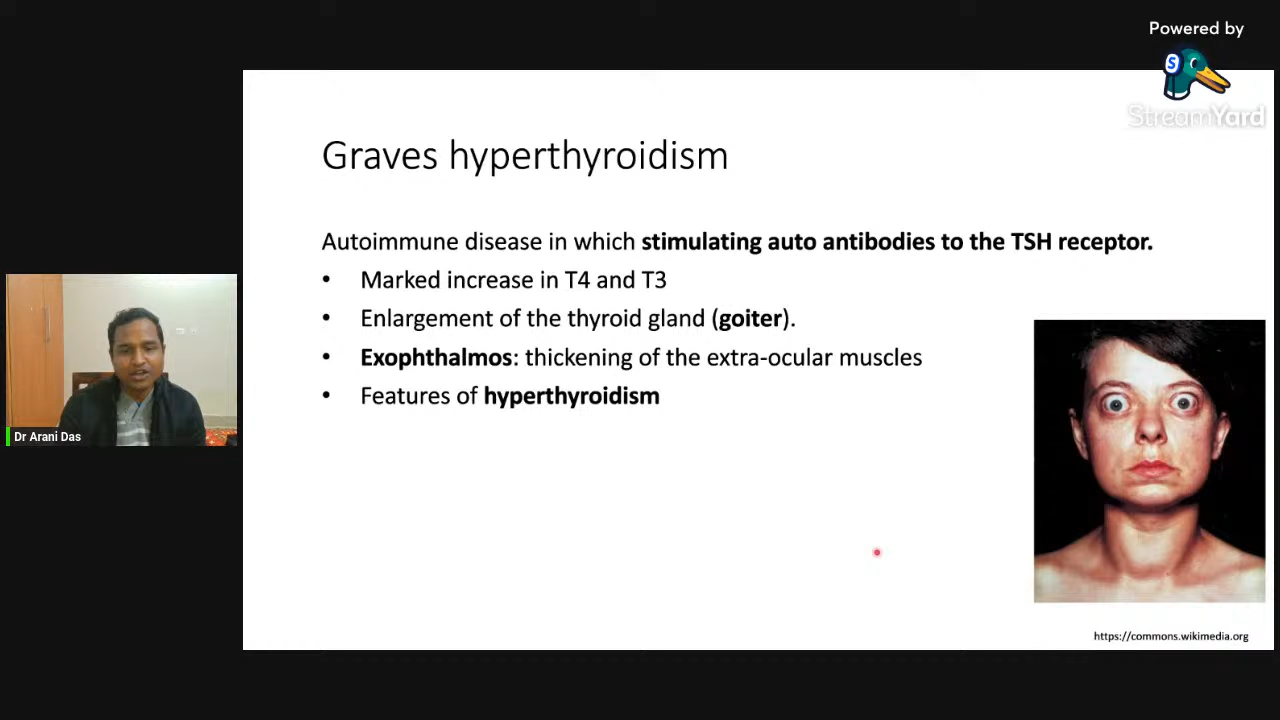 Powered by
S
StreamYard
Graves hyperthyroidism
Autoimmune disease in which stimulating auto antibodies to the TSH receptor.
• Marked increase in T4 and T3
• Enlargement of the thyroid gland (goiter).
• Exophthalmos: thickening of the extra-ocular muscles
• Features of hyperthyroidism
Dr Arani Das
https://commons.wikimedia.org